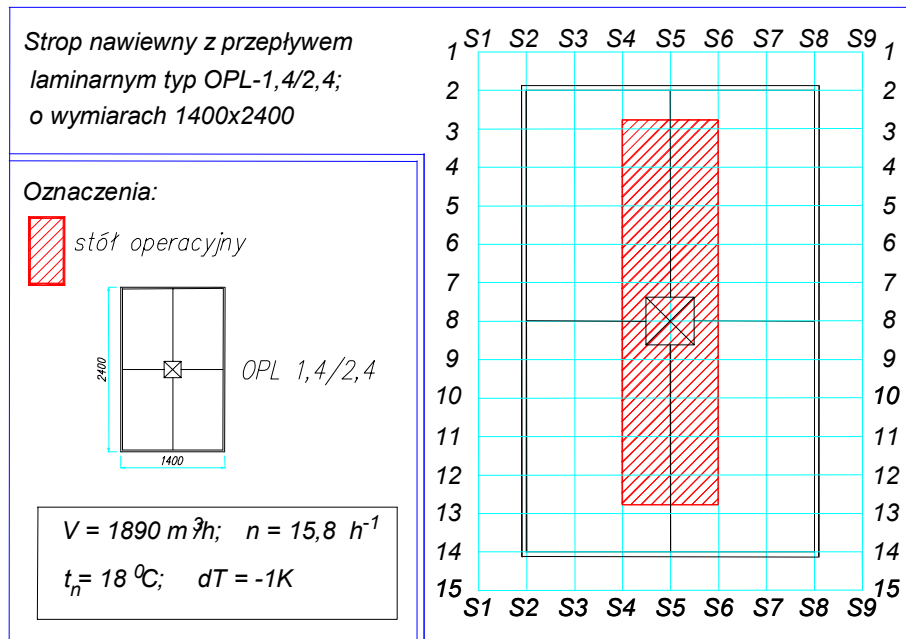 Strop nawiewny z przepływem
laminarnym typ OPL-1,4/2,4;
o wymiarach 1400x2400
Oznaczenia:
stół operacyjny
2400
OPL 1,4/2,4
1400
V = 1890 m³/h; n = 15,8 h⁻¹
tₙ= 18 ⁰C; dT = -1K
S1 S2 S3 S4 S5 S6 S7 S8 S9
1 1
2 2
3 3
4 4
5 5
6 6
7 7
8 8
9 9
10 10
11 11
12 12
13 13
14 14
15 15
S1 S2 S3 S4 S5 S6 S7 S8 S9